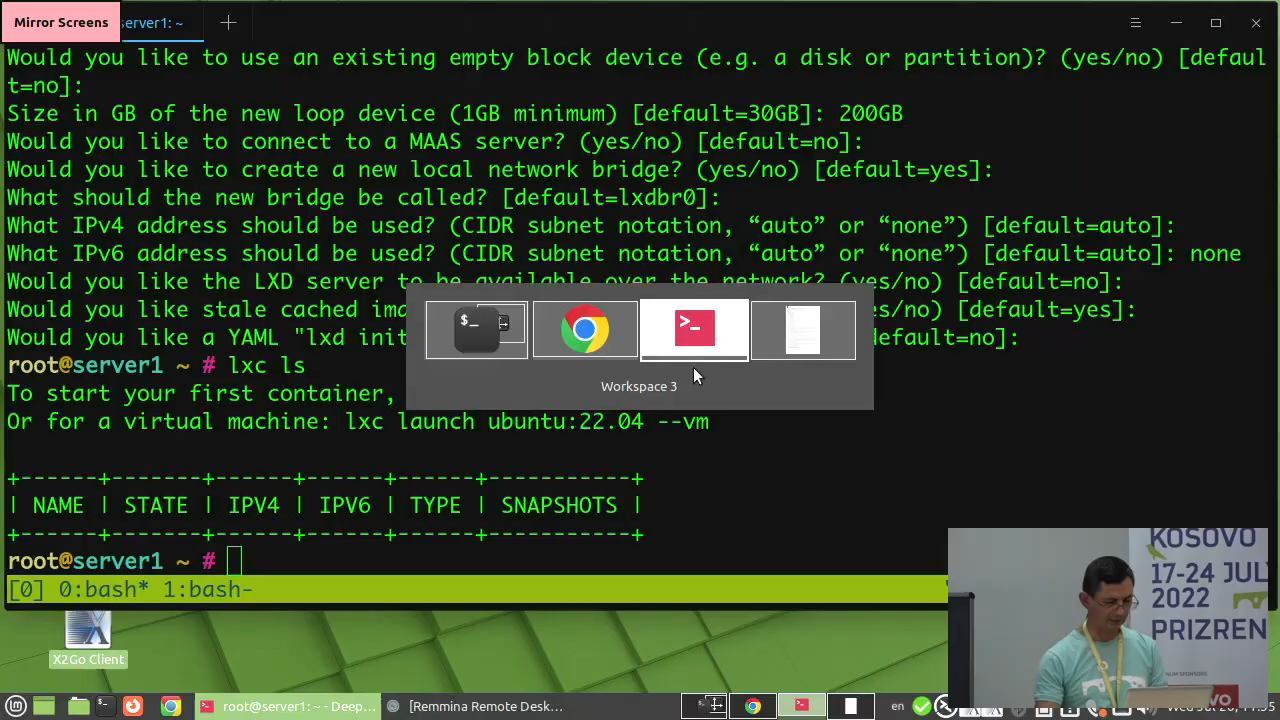 Mirror Screens
server1: ~
Would you like to use an existing empty block device (e.g. a disk or partition)? (yes/no) [defaul
t=no]:
Size in GB of the new loop device (1GB minimum) [default=30GB]: 200GB
Would you like to connect to a MAAS server? (yes/no) [default=no]:
Would you like to create a new local network bridge? (yes/no) [default=yes]:
What should the new bridge be called? [default=lxdbr0]:
What IPv4 address should be used? (CIDR subnet notation, “auto” or “none”) [default=auto]:
What IPv6 address should be used? (CIDR subnet notation, “auto” or “none”) [default=auto]: none
Would you like the LXD server to be available over the network? (yes/no) [default=no]:
Would you like stale cached ima yes/no) [default=yes]:
Would you like a YAML "lxd init no) [default=no]:
root@server1 ~ # lxc ls
To start your first container,
Or for a virtual machine: lxc launch ubuntu:22.04 --vm
+------+-------+------+------+------+-----------+
| NAME | STATE | IPV4 | IPV6 | TYPE | SNAPSHOTS |
+------+-------+------+------+------+-----------+
root@server1 ~ #
[0] 0:bash* 1:bash-
$_
>_
Workspace 3
X2Go Client
KOSOVO
17-24 JUL
2022
PRIZREN
root@server1: ~ - Deep...
[Remmina Remote Desk...
en